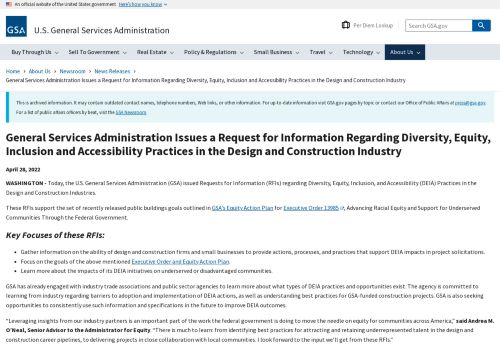 An official website of the United States government Here's how you know
GSA U.S. General Services Administration
Per Diem Lookup
Search GSA.gov
Buy Through Us Sell To Government Real Estate Policy & Regulations Small Business Travel Technology About Us
Home › About Us › Newsroom › News Releases ›
General Services Administration Issues a Request for Information Regarding Diversity, Equity, Inclusion and Accessibility Practices in the Design and Construction Industry
This is archived information. It may contain outdated contact names, telephone numbers, Web links, or other information. For up-to-date information visit GSA.gov pages by topic or contact our Office of Public Affairs at press@gsa.gov.
For a list of public affairs officers by beat, visit the GSA Newsroom.
General Services Administration Issues a Request for Information Regarding Diversity, Equity,
Inclusion and Accessibility Practices in the Design and Construction Industry
April 28, 2022
WASHINGTON - Today, the U.S. General Services Administration (GSA) issued Requests for Information (RFIs) regarding Diversity, Equity, Inclusion, and Accessibility (DEIA) Practices in the
Design and Construction Industries.
These RFIs support the set of recently released public buildings goals outlined in GSA's Equity Action Plan for Executive Order 13985, Advancing Racial Equity and Support for Underserved
Communities Through the Federal Government.
Key Focuses of these RFIs:
• Gather information on the ability of design and construction firms and small businesses to provide actions, processes, and practices that support DEIA impacts in project solicitations.
• Focus on the goals of the above mentioned Executive Order and Equity Action Plan.
• Learn more about the impacts of its DEIA initiatives on underserved or disadvantaged communities.
GSA has already engaged with industry trade associations and public sector agencies to learn more about what types of DEIA practices and opportunities exist. The agency is committed to
learning from industry regarding barriers to adoption and implementation of DEIA actions, as well as understanding best practices for GSA-funded construction projects. GSA is also seeking
opportunities to consistently use such information and specifications in the future to improve DEIA outcomes.
"Leveraging insights from our industry partners is an important part of the work the federal government is doing to move the needle on equity for communities across America," said Andrea M.
O'Neal, Senior Advisor to the Administrator for Equity. "There is much to learn: from identifying best practices for attracting and retaining underrepresented talent in the design and
construction career pipelines, to delivering projects in close collaboration with local communities. I look forward to the input we'll get from these RFIs."